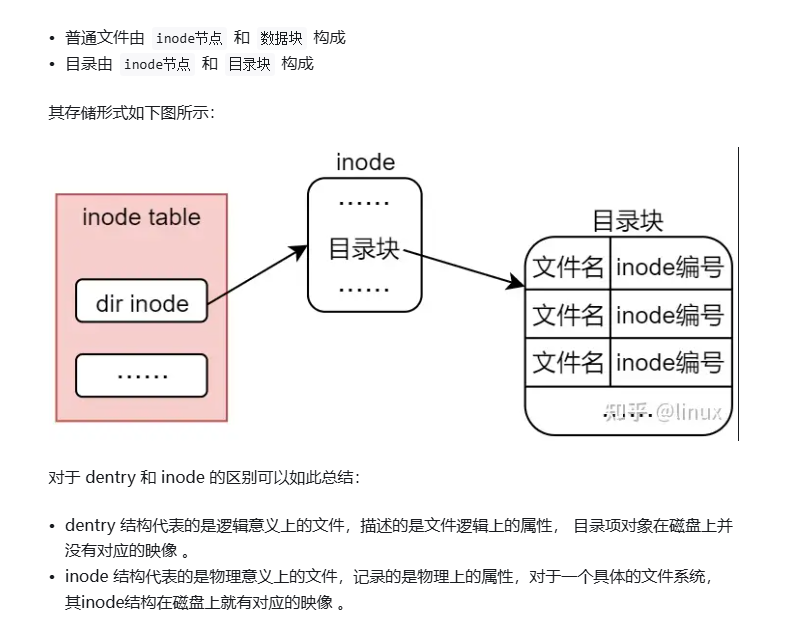 • 普通文件由 inode节点 和 数据块 构成
• 目录由 inode节点 和 目录块 构成
其存储形式如下图所示：
inode
inode table
······
目录块
目录块
文件名 inode编号
dir inode
······
文件名 inode编号
······
文件名 inode编号
······
知乎 @linux
对于 dentry 和 inode 的区别可以如此总结：
• dentry 结构代表的是逻辑意义上的文件，描述的是文件逻辑上的属性， 目录项对象在磁盘上并
没有对应的映像 。
• inode 结构代表的是物理意义上的文件，记录的是物理上的属性，对于一个具体的文件系统，
其inode结构在磁盘上就有对应的映像 。